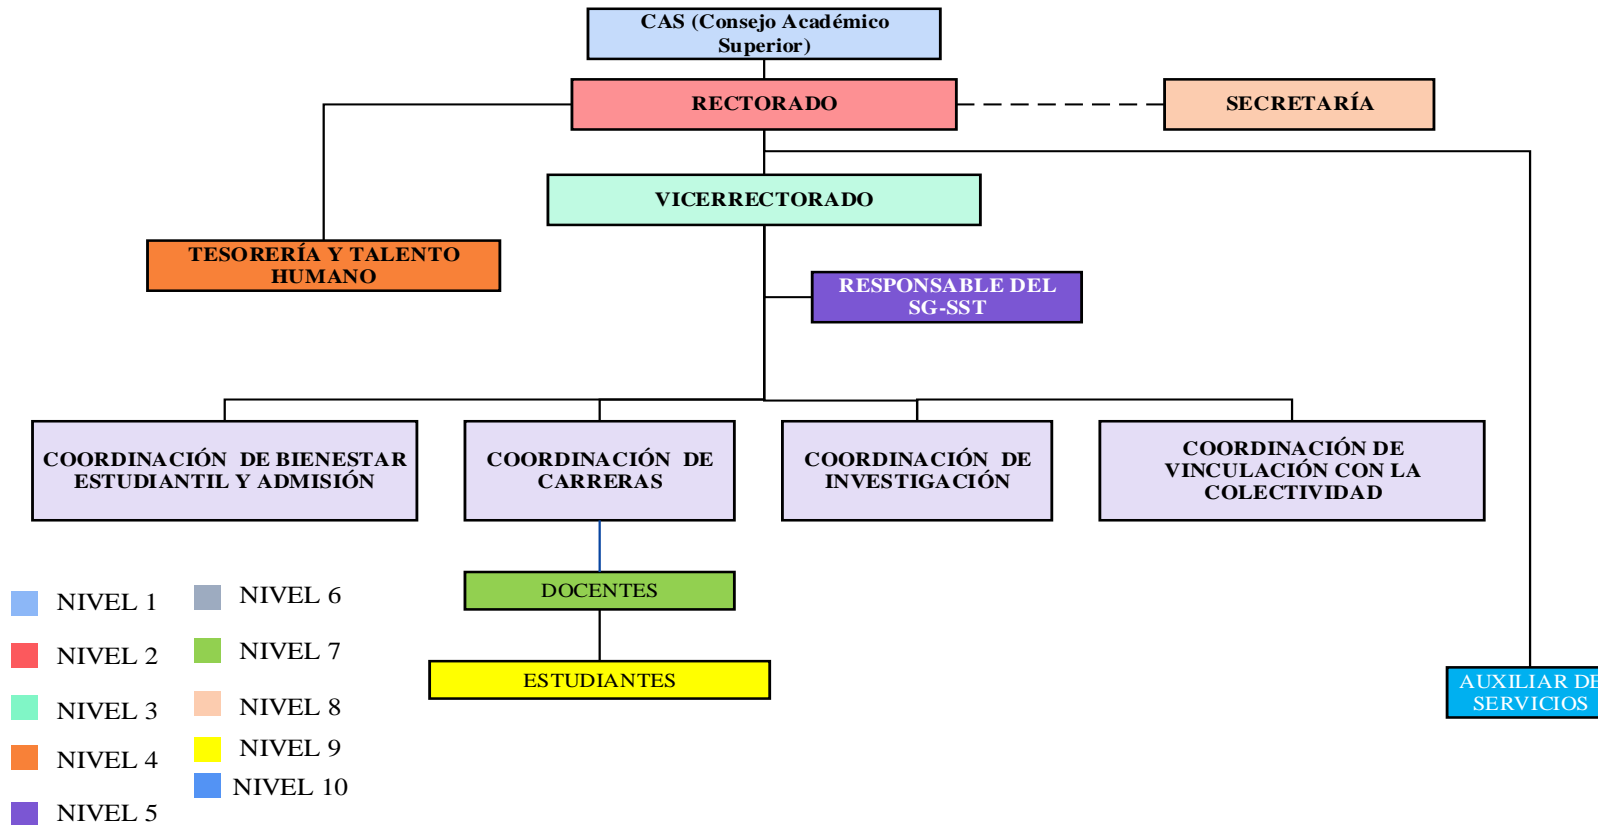 CAS (Consejo Académico
Superior)
RECTORADO
SECRETARÍA
VICERRECTORADO
TESORERÍA Y TALENTO
HUMANO
RESPONSABLE DEL
SG-SST
COORDINACIÓN DE BIENESTAR
ESTUDIANTIL Y ADMISIÓN
COORDINACIÓN DE
CARRERAS
COORDINACIÓN DE
INVESTIGACIÓN
COORDINACIÓN DE
VINCULACIÓN CON LA
COLECTIVIDAD
DOCENTES
ESTUDIANTES
AUXILIAR DE
SERVICIOS
NIVEL 1
NIVEL 2
NIVEL 3
NIVEL 4
NIVEL 5
NIVEL 6
NIVEL 7
NIVEL 8
NIVEL 9
NIVEL 10